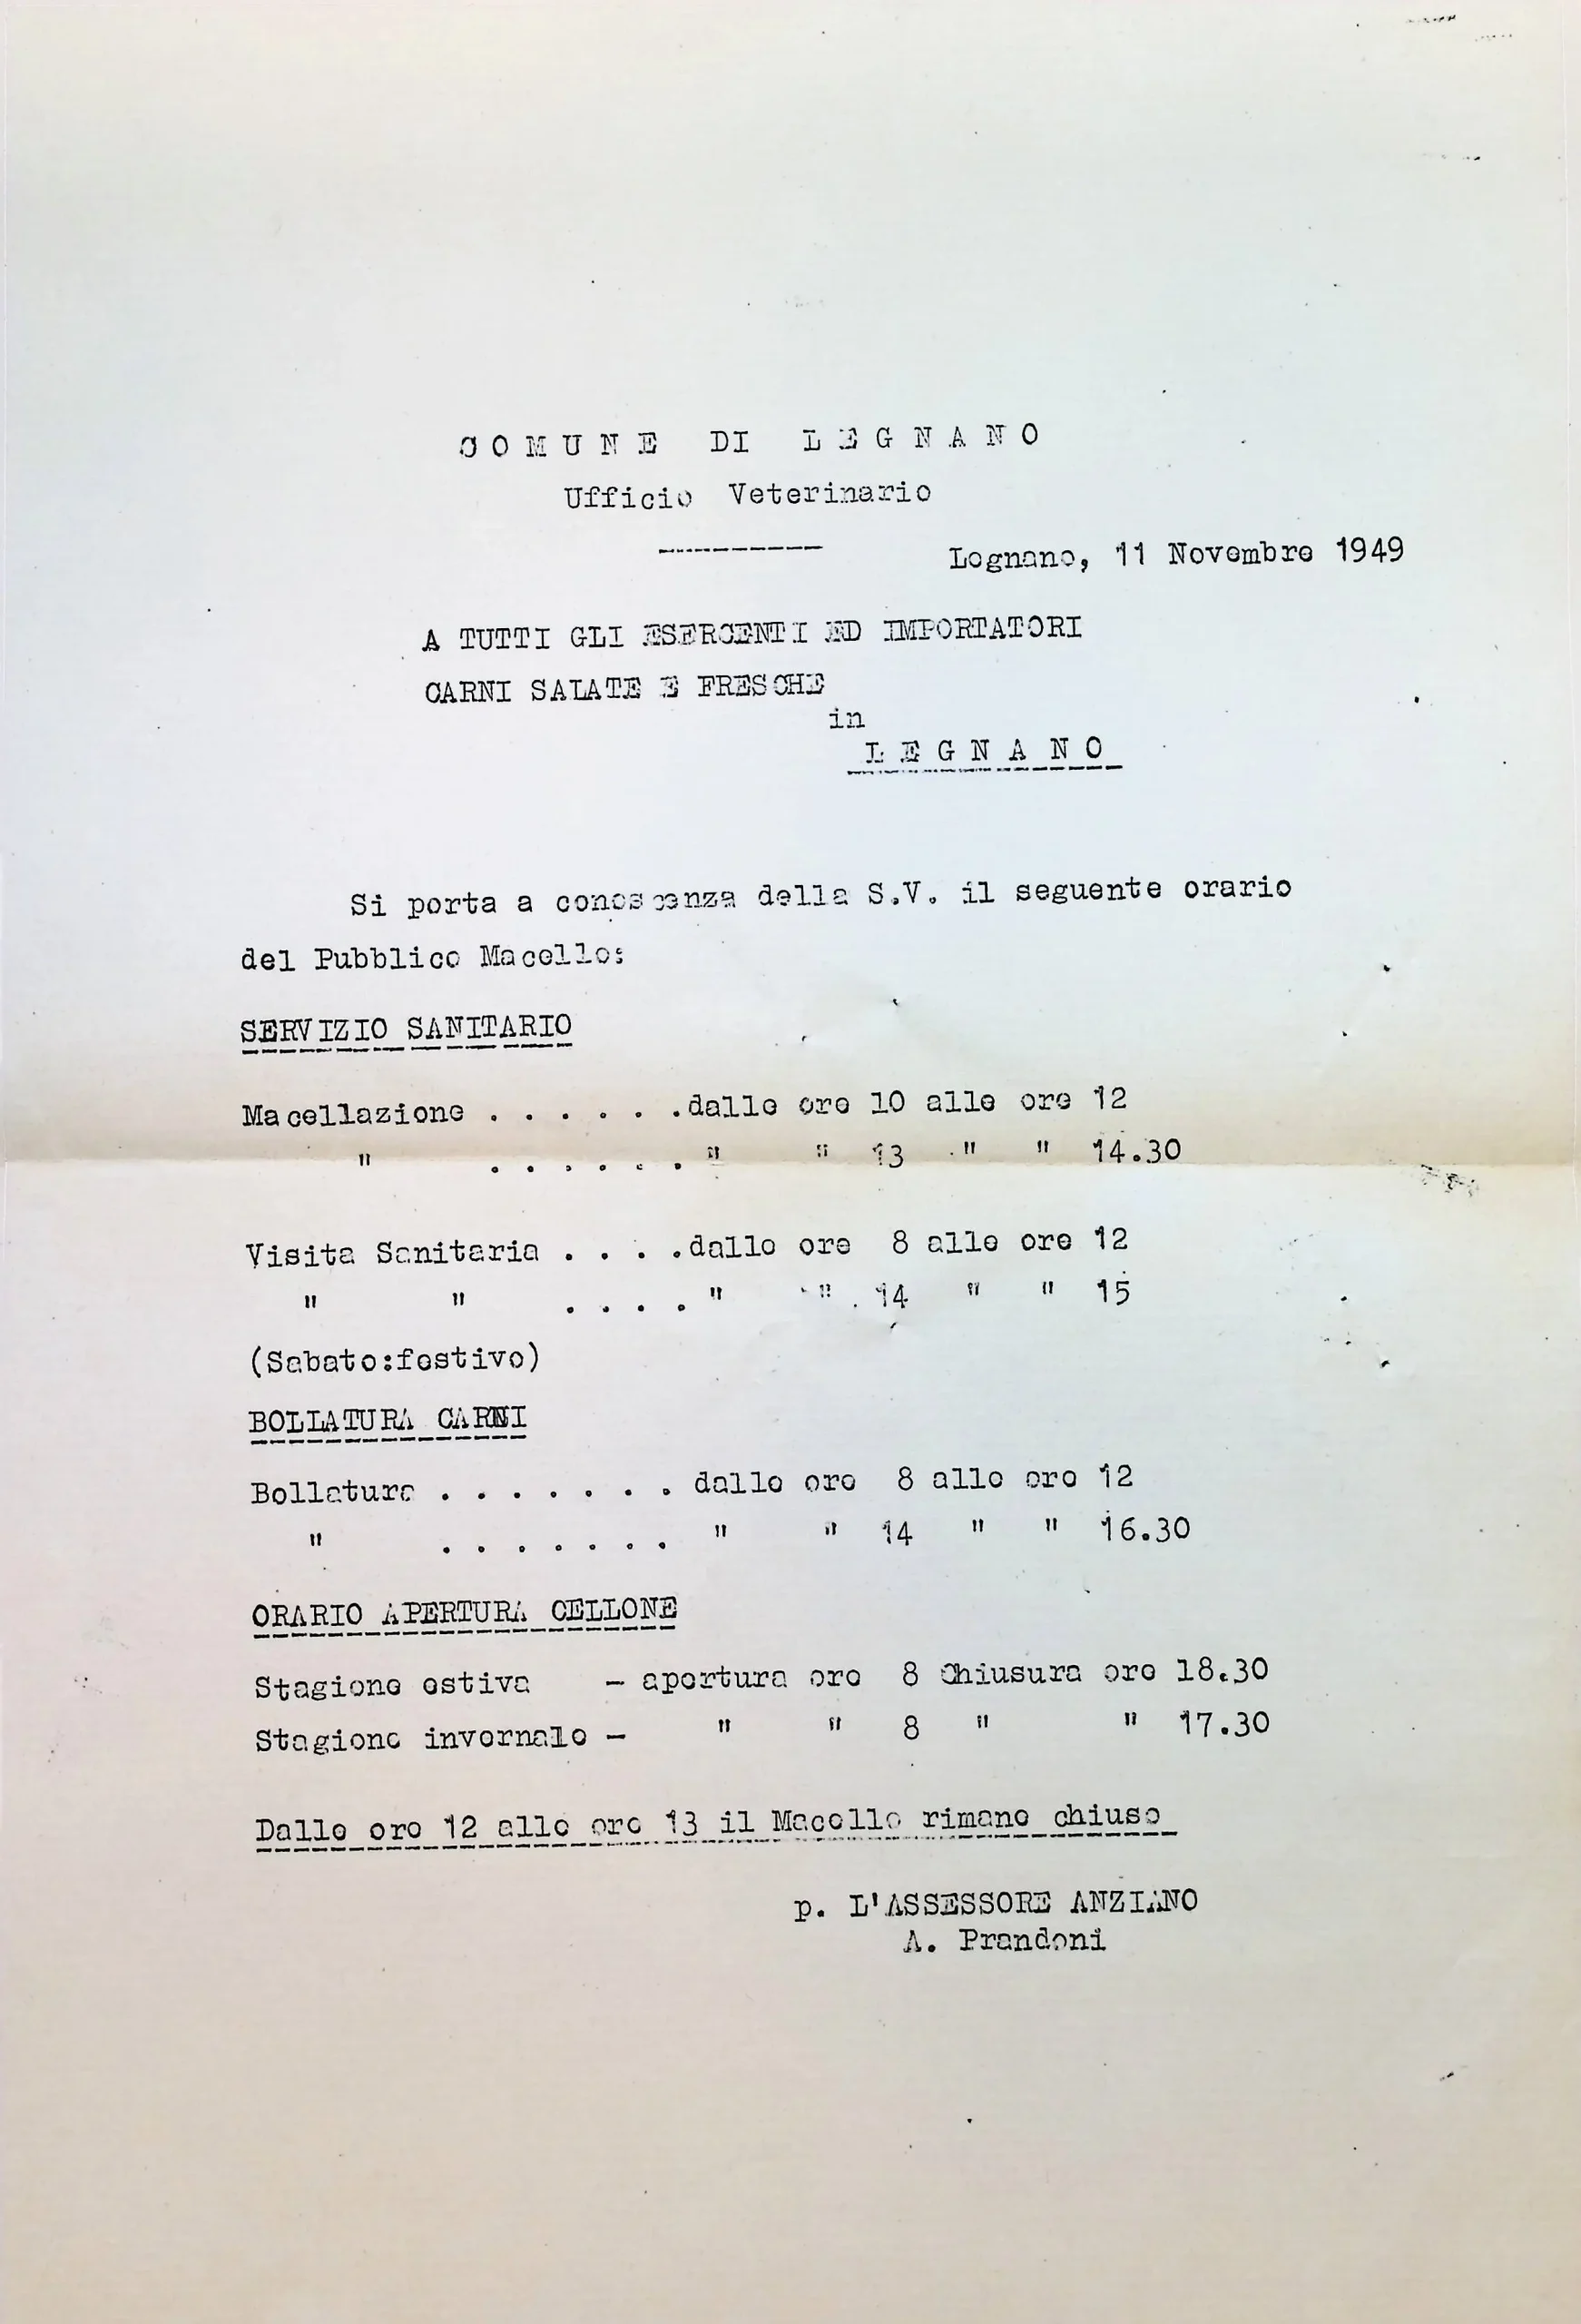 COMUNE DI LEGNANO
Ufficio Veterinario
----------
Legnano, 11 Novembre 1949
A TUTTI GLI ESERCENTI ED IMPORTATORI
CARNI SALATE E FRESCHE
in
LEGNANO
Si porta a conoscenza della S.V. il seguente orario
del Pubblico Macello:
SERVIZIO SANITARIO
Macellazione . . . . . .dalle ore 10 alle ore 12
" . . . . . . " " 13 " " 14.30
Visita Sanitaria . . . .dalle ore 8 alle ore 12
" " . . . . " " 14 " " 15
(Sabato:festivo)
BOLLATURA CARNI
Bollatura . . . . . . . dalle ore 8 alle ore 12
" . . . . . . . " " 14 " " 16.30
ORARIO APERTURA CELLONE
Stagione estiva - apertura ore 8 Chiusura ore 18.30
Stagione invernale - " " 8 " " 17.30
Dalle ore 12 alle ore 13 il Macello rimane chiuso
p. L'ASSESSORE ANZIANO
A. Prandoni